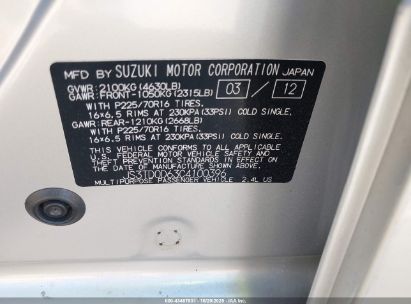 MFD BY SUZUKI MOTOR CORPORATION JAPAN
GVWR: 2100KG(4630LB)
GAWR: FRONT-1050KG(2315LB) 03 / 12
WITH P225/70R16 TIRES,
16x6.5 RIMS AT 230KPA(33PSI) COLD SINGLE.
GAWR: REAR-1210KG(2668LB)
WITH P225/70R16 TIRES,
16x6.5 RIMS AT 230KPA(33PSI) COLD SINGLE.
THIS VEHICLE CONFORMS TO ALL APPLICABLE
U.S. FEDERAL MOTOR VEHICLE SAFETY AND
THEFT PREVENTION STANDARDS IN EFFECT ON
THE DATE OF MANUFACTURE SHOWN ABOVE.
JS3TD0D63C4100396
MULTIPURPOSE PASSENGER VEHICLE 2.4L US